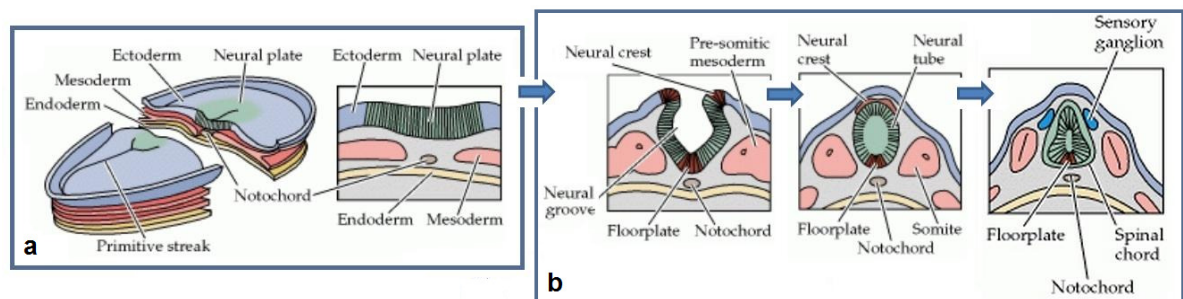 Ectoderm
Neural plate
Mesoderm
Endoderm
Notochord
Primitive streak
a
Ectoderm
Neural plate
Endoderm
Mesoderm
b
Neural crest
Pre-somitic
mesoderm
Neural
groove
Floorplate
Notochord
Neural
crest
Neural
tube
Floorplate
Somite
Notochord
Sensory
ganglion
Floorplate
Spinal
chord
Notochord